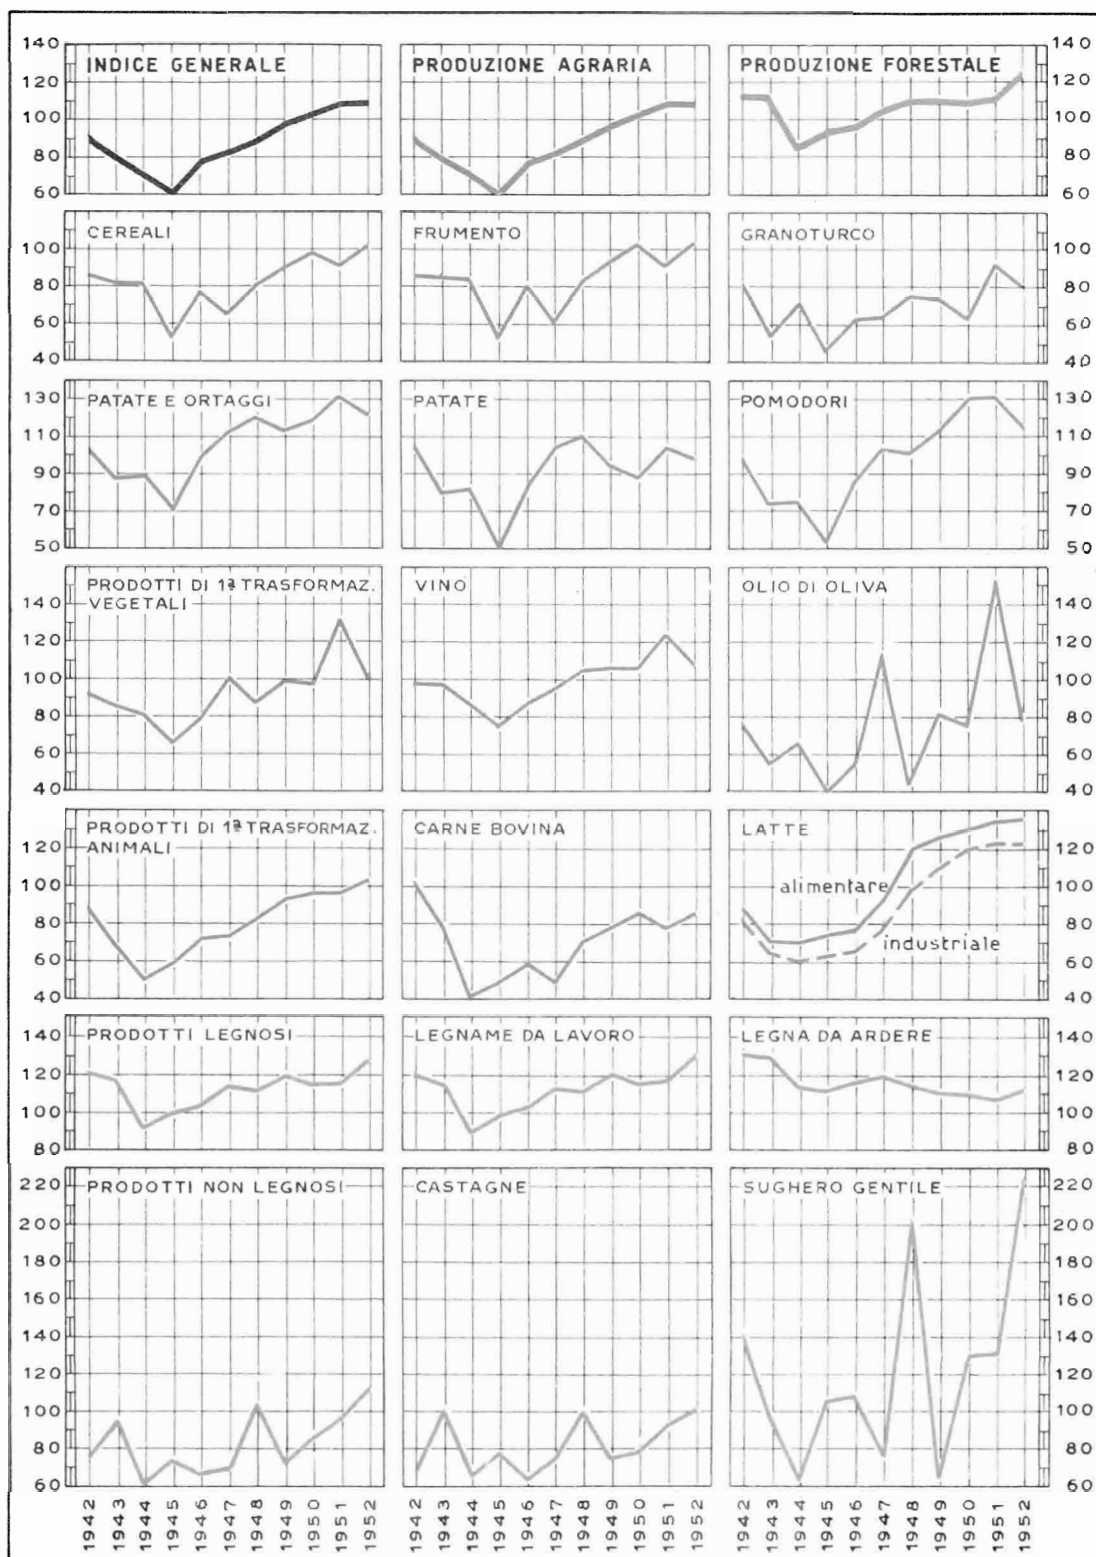 140 INDICE GENERALE PRODUZIONE AGRARIA PRODUZIONE FORESTALE 140
120 120
100 100
80 80
60 60
CEREALI FRUMENTO GRANOTURCO
100 100
80 80
60 60
40 40
130 PATATE E ORTAGGI PATATE POMODORI 130
110 110
90 90
70 70
50 50
PRODOTTI DI 1ª TRASFORMAZ. VINO OLIO DI OLIVA
VEGETALI
140 140
120 120
100 100
80 80
60 60
40 40
PRODOTTI DI 1ª TRASFORMAZ. CARNE BOVINA LATTE
ANIMALI
120 120
100 alimentare 100
80 80
60 industriale 60
40 40
140 PRODOTTI LEGNOSI LEGNAME DA LAVORO LEGNA DA ARDERE 140
120 120
100 100
80 80
220 PRODOTTI NON LEGNOSI CASTAGNE SUGHERO GENTILE 220
200 200
180 180
160 160
140 140
120 120
100 100
80 80
60 60
1942 1943 1944 1945 1946 1947 1948 1949 1950 1951 1952 1942 1943 1944 1945 1946 1947 1948 1949 1950 1951 1952 1942 1943 1944 1945 1946 1947 1948 1949 1950 1951 1952